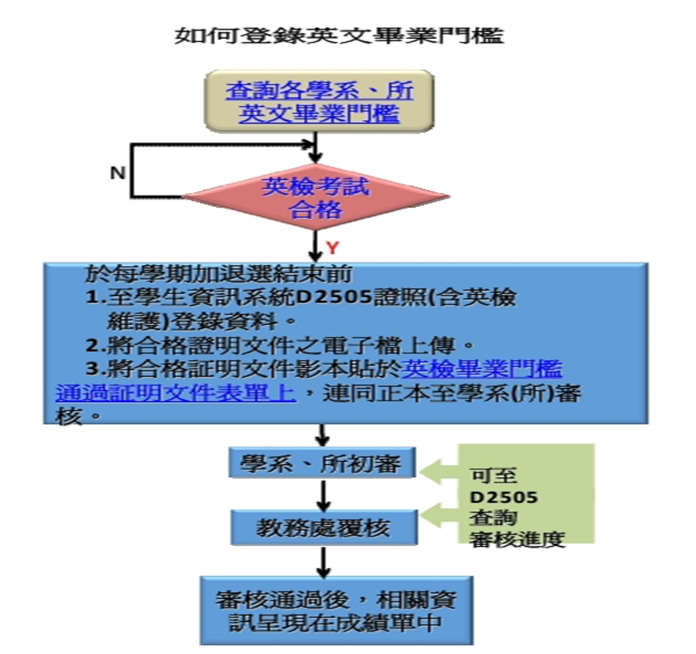 如何登錄英文畢業門檻
查詢各學系、所
英文畢業門檻
N
英檢考試
合格
Y
於每學期加退選結束前
1.至學生資訊系統D2505證照(含英檢
維護)登錄資料。
2.將合格證明文件之電子檔上傳。
3.將合格証明文件影本貼於英檢畢業門檻
通過証明文件表單上，連同正本至學系(所)審
核。
學系、所初審
可至
D2505
查詢
審核進度
教務處覆核
審核通過後，相關資
訊呈現在成績單中